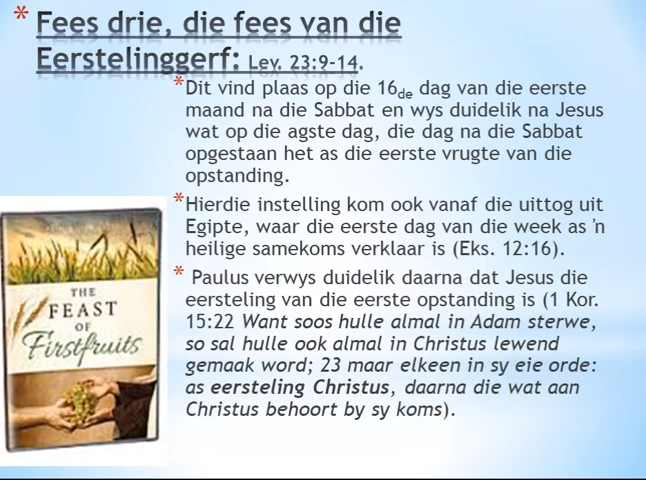 * Fees drie, die fees van die
Eerstelinggerf: Lev. 23:9-14.
* Dit vind plaas op die 16de dag van die eerste
maand na die Sabbat en wys duidelik na Jesus
wat op die agste dag, die dag na die Sabbat
opgestaan het as die eerste vrugte van die
opstanding.
* Hierdie instelling kom ook vanaf die uittog uit
Egipte, waar die eerste dag van die week as 'n
heilige samekoms verklaar is (Eks. 12:16).
* Paulus verwys duidelik daarna dat Jesus die
eersteling van die eerste opstanding is (1 Kor.
15:22 Want soos hulle almal in Adam sterwe,
so sal hulle ook almal in Christus lewend
gemaak word; 23 maar elkeen in sy eie orde:
as eersteling Christus, daarna die wat aan
Christus behoort by sy koms).
THE
FEAST
OF
Firstfruits